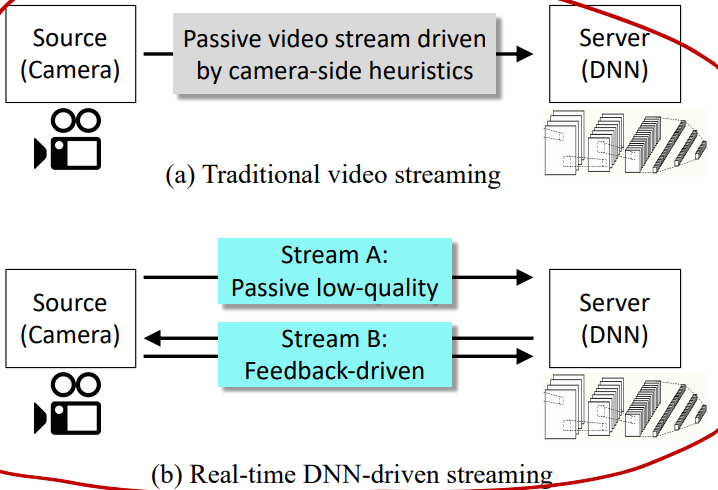 Source
(Camera)
Passive video stream driven
by camera-side heuristics
Server
(DNN)
(a) Traditional video streaming
Source
(Camera)
Stream A:
Passive low-quality
Stream B:
Feedback-driven
Server
(DNN)
(b) Real-time DNN-driven streaming